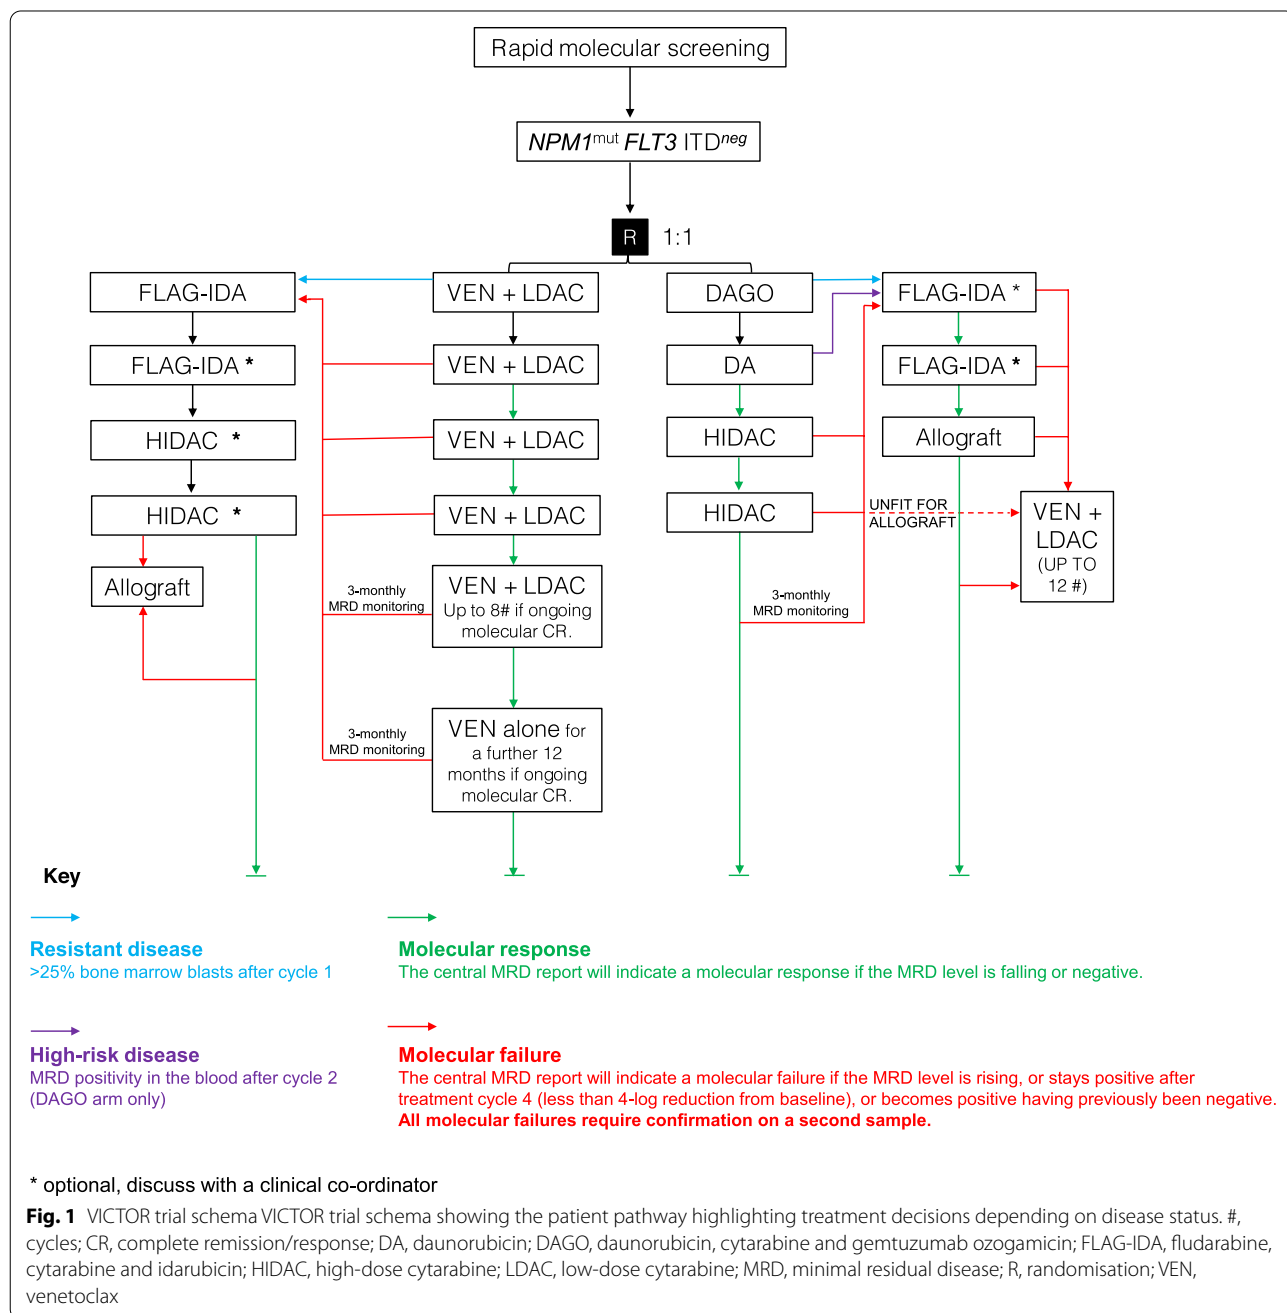 Rapid molecular screening
NPM1mut FLT3 ITDneg
R 1:1
FLAG-IDA
VEN + LDAC
DAGO
FLAG-IDA *
FLAG-IDA *
VEN + LDAC
DA
FLAG-IDA *
HIDAC *
VEN + LDAC
HIDAC
Allograft
HIDAC *
VEN + LDAC
HIDAC
UNFIT FOR
ALLOGRAFT
VEN +
LDAC
(UP TO
12 #)
Allograft
3-monthly
MRD monitoring
VEN + LDAC
Up to 8# if ongoing
molecular CR.
3-monthly
MRD monitoring
3-monthly
MRD monitoring
VEN alone for
a further 12
months if ongoing
molecular CR.
Key
Resistant disease
>25% bone marrow blasts after cycle 1
Molecular response
The central MRD report will indicate a molecular response if the MRD level is falling or negative.
High-risk disease
MRD positivity in the blood after cycle 2
(DAGO arm only)
Molecular failure
The central MRD report will indicate a molecular failure if the MRD level is rising, or stays positive after
treatment cycle 4 (less than 4-log reduction from baseline), or becomes positive having previously been negative.
All molecular failures require confirmation on a second sample.
* optional, discuss with a clinical co-ordinator
Fig. 1 VICTOR trial schema VICTOR trial schema showing the patient pathway highlighting treatment decisions depending on disease status. #,
cycles; CR, complete remission/response; DA, daunorubicin; DAGO, daunorubicin, cytarabine and gemtuzumab ozogamicin; FLAG-IDA, fludarabine,
cytarabine and idarubicin; HIDAC, high-dose cytarabine; LDAC, low-dose cytarabine; MRD, minimal residual disease; R, randomisation; VEN,
venetoclax